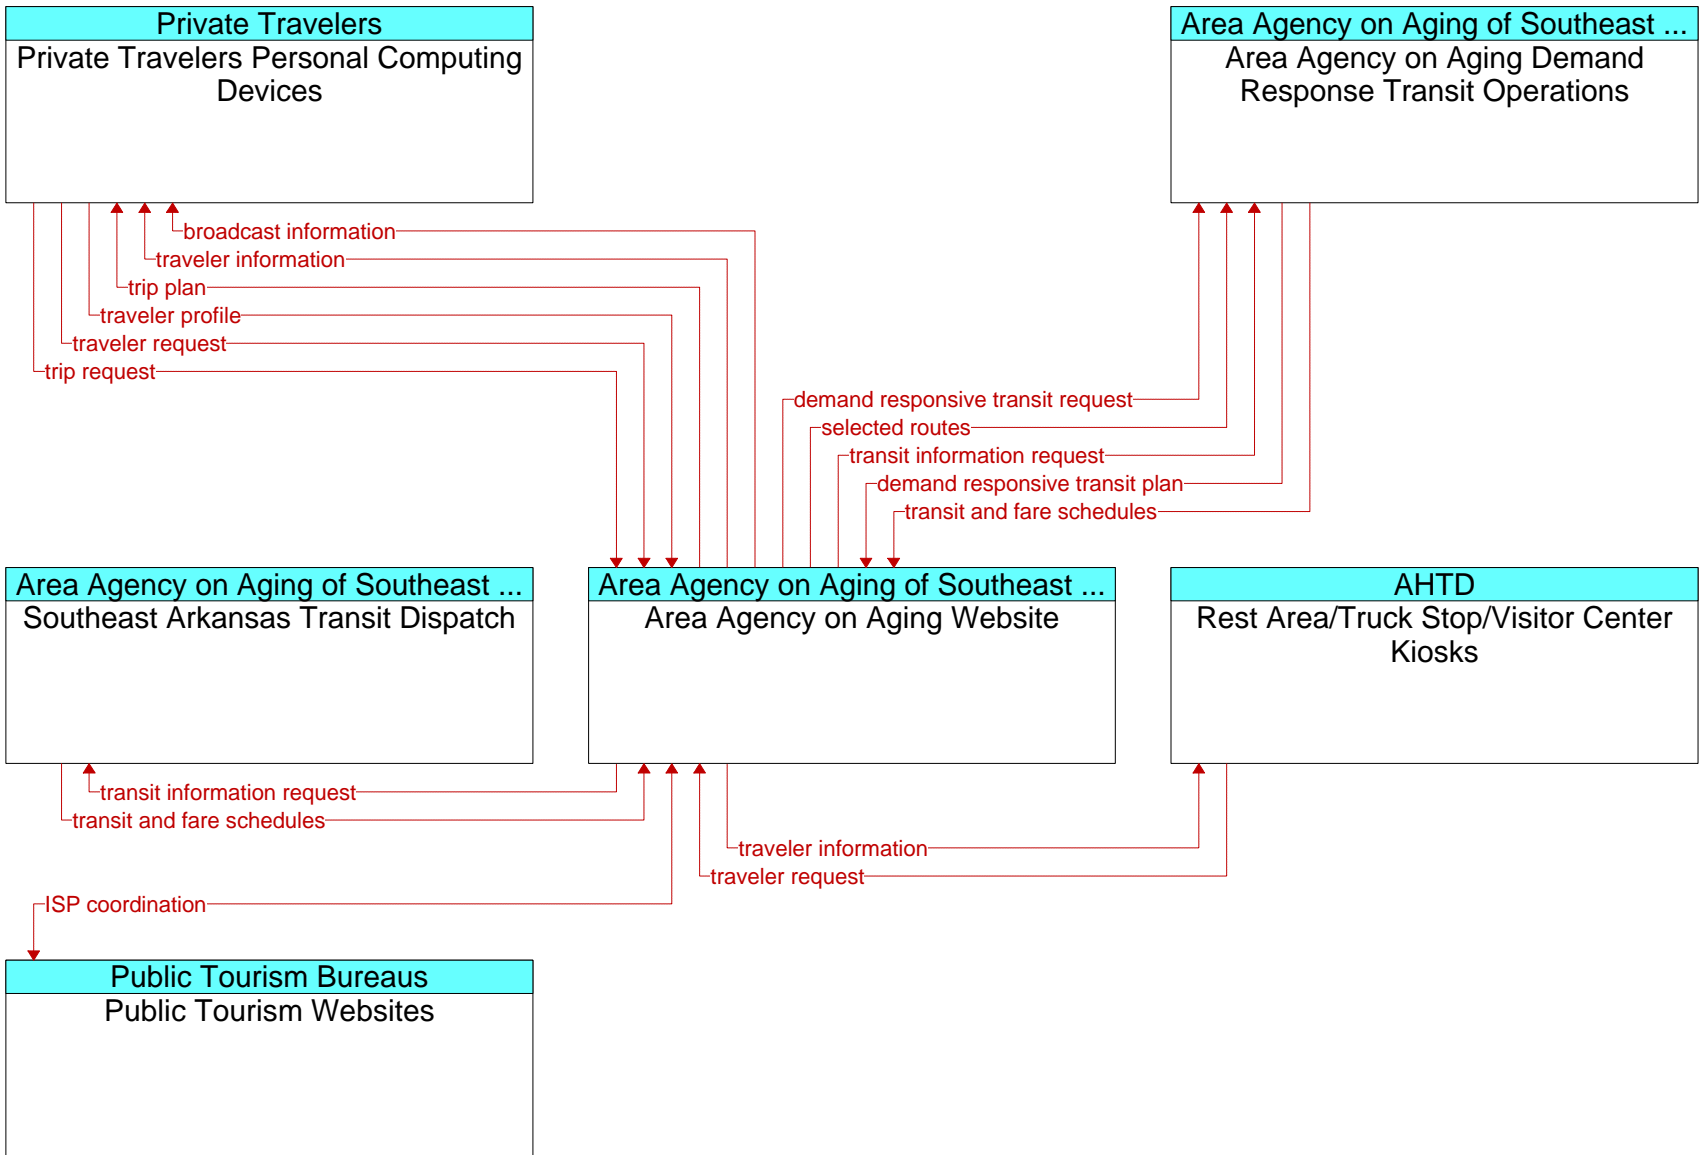 Private Travelers
Private Travelers Personal Computing
Devices
Area Agency on Aging of Southeast ...
Area Agency on Aging Demand
Response Transit Operations
broadcast information
traveler information
trip plan
traveler profile
traveler request
trip request
demand responsive transit request
selected routes
transit information request
demand responsive transit plan
transit and fare schedules
Area Agency on Aging of Southeast ...
Southeast Arkansas Transit Dispatch
Area Agency on Aging of Southeast ...
Area Agency on Aging Website
AHTD
Rest Area/Truck Stop/Visitor Center
Kiosks
transit information request
transit and fare schedules
traveler information
traveler request
ISP coordination
Public Tourism Bureaus
Public Tourism Websites